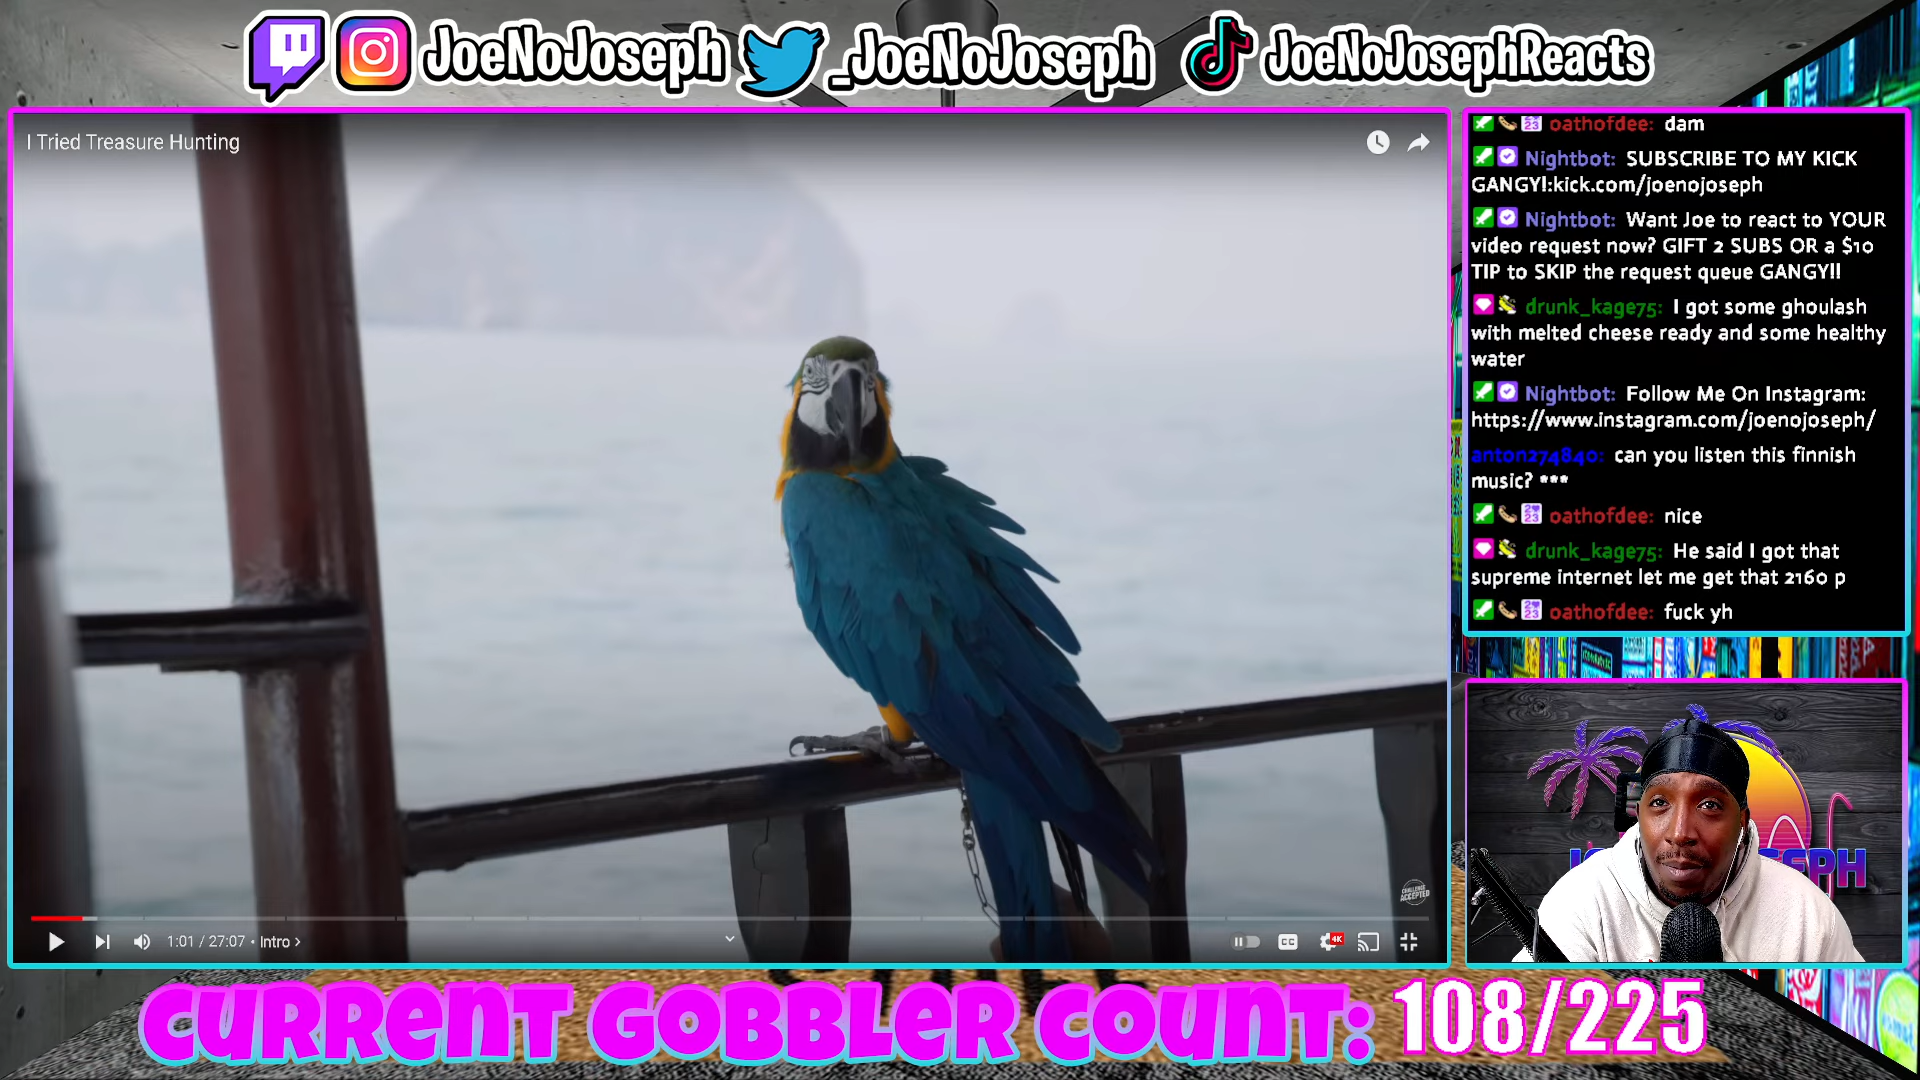 JoeNoJoseph
_JoeNoJoseph
JoeNoJosephReacts
I Tried Treasure Hunting
oathofdee: dam
Nightbot: SUBSCRIBE TO MY KICK
GANGY!:kick.com/joenojoseph
Nightbot: Want Joe to react to YOUR
video request now? GIFT 2 SUBS OR a $10
TIP to SKIP the request queue GANGY!!
drunk_kage75: I got some ghoulash
with melted cheese ready and some healthy
water
Nightbot: Follow Me On Instagram:
https://www.instagram.com/joenojoseph/
anton274840: can you listen this finnish
music? ***
oathofdee: nice
drunk_kage75: He said I got that
supreme internet let me get that 2160 p
oathofdee: fuck yh
CHALLENGE
ACCEPTED
1:01 / 27:07 • Intro
CC
4K
CURRENT GOBBLER COUNT: 108/225